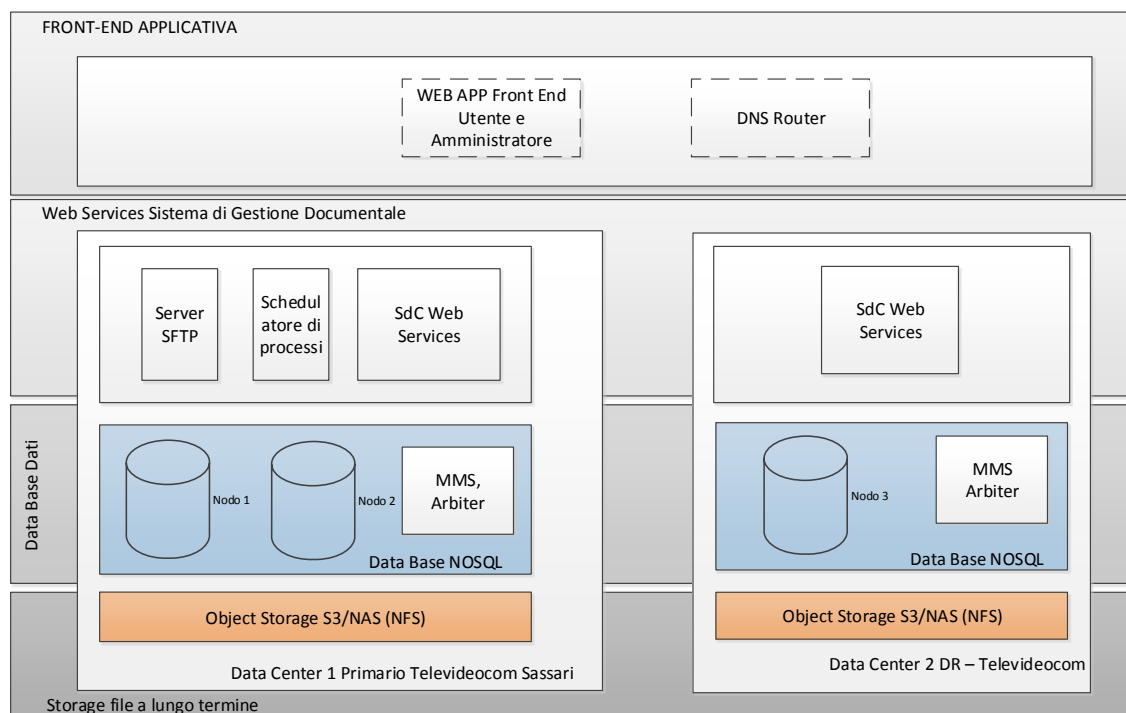 FRONT-END APPLICATIVA
WEB APP Front End
Utente e
Amministratore
DNS Router
Web Services Sistema di Gestione Documentale
Server
SFTP
Schedul
atore di
processi
SdC Web
Services
SdC Web
Services
Data Base Dati
Nodo 1
Nodo 2
MMS,
Arbiter
Data Base NOSQL
Nodo 3
MMS
Arbiter
Data Base NOSQL
Object Storage S3/NAS (NFS)
Object Storage S3/NAS (NFS)
Data Center 1 Primario Televideocom Sassari
Data Center 2 DR – Televideocom
Storage file a lungo termine